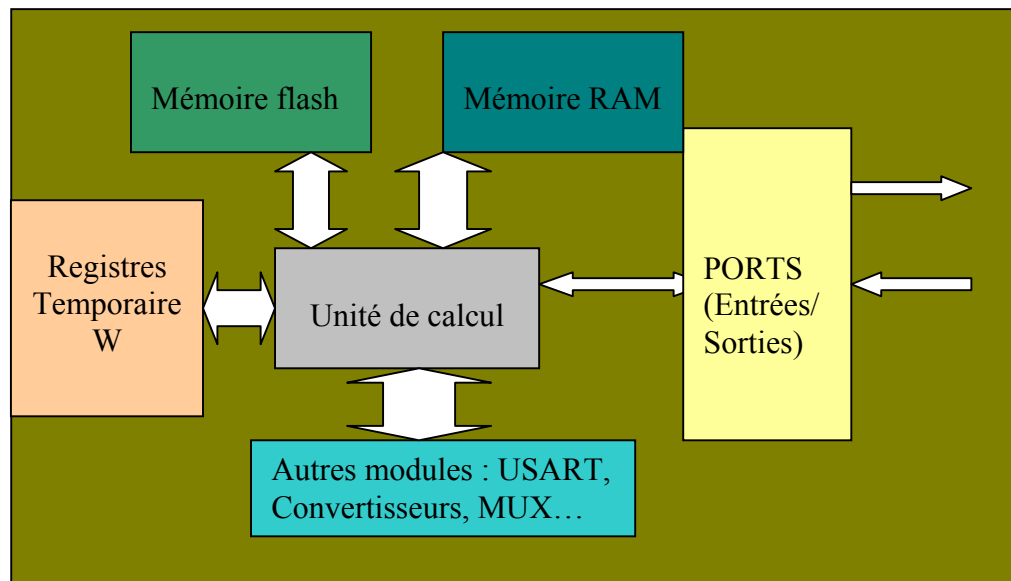 Mémoire flash
Mémoire RAM
Registres
Temporaire
W
Unité de calcul
PORTS
(Entrées/
Sorties)
Autres modules : USART,
Convertisseurs, MUX…